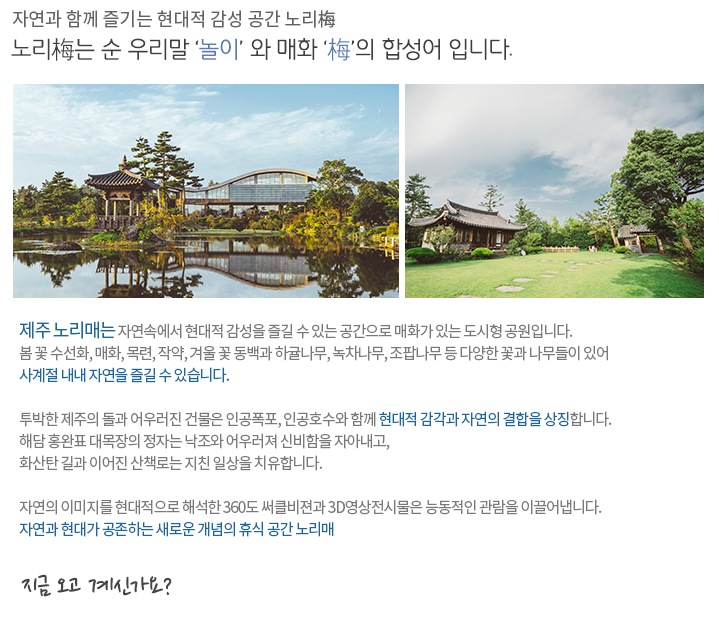 자연과 함께 즐기는 현대적 감성 공간 노리梅
노리梅는 순 우리말 ‘놀이’ 와 매화 ‘梅’의 합성어 입니다.
제주 노리매는 자연속에서 현대적 감성을 즐길 수 있는 공간으로 매화가 있는 도시형 공원입니다.
봄 꽃 수선화, 매화, 목련, 작약, 겨울 꽃 동백과 하귤나무, 녹차나무, 조팝나무 등 다양한 꽃과 나무들이 있어
사계절 내내 자연을 즐길 수 있습니다.
투박한 제주의 돌과 어우러진 건물은 인공폭포, 인공호수와 함께 현대적 감각과 자연의 결합을 상징합니다.
해담 홍완표 대목장의 정자는 낙조와 어우러져 신비함을 자아내고,
화산탄 길과 이어진 산책로는 지친 일상을 치유합니다.
자연의 이미지를 현대적으로 해석한 360도 써클비젼과 3D영상전시물은 능동적인 관람을 이끌어냅니다.
자연과 현대가 공존하는 새로운 개념의 휴식 공간 노리매
지금 오고 계신가요?